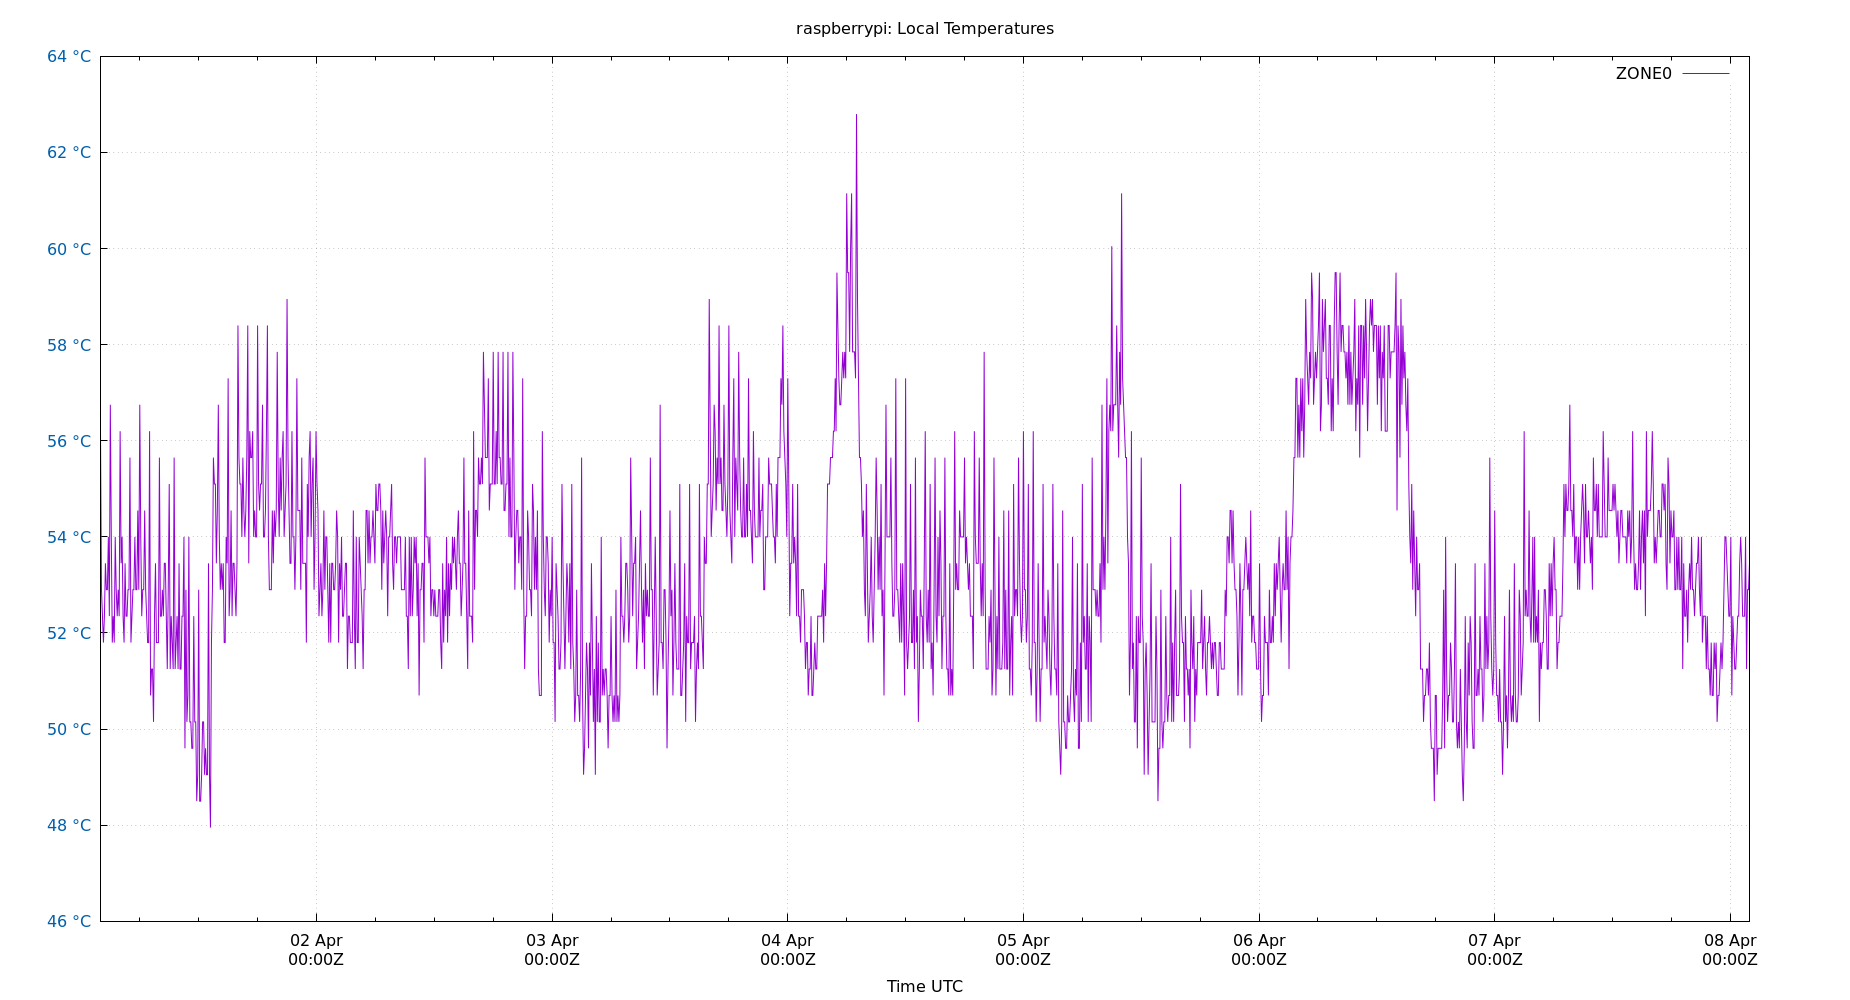 raspberrypi: Local Temperatures
64 °C
62 °C
60 °C
58 °C
56 °C
54 °C
52 °C
50 °C
48 °C
46 °C
ZONE0
02 Apr
00:00Z
03 Apr
00:00Z
04 Apr
00:00Z
05 Apr
00:00Z
06 Apr
00:00Z
07 Apr
00:00Z
08 Apr
00:00Z
Time UTC